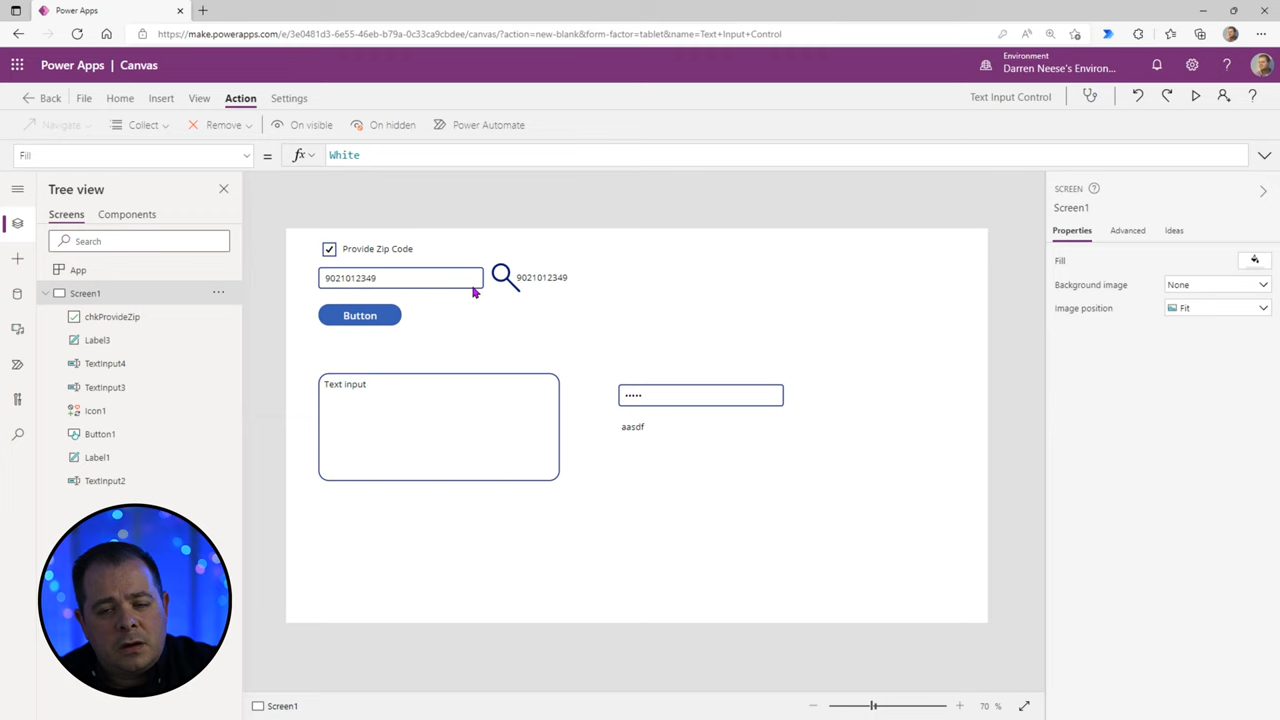 Power Apps
https://make.powerapps.com/e/3e0481d3-6e55-46eb-b79a-0c33ca9cbdee/canvas/?action=new-blank&form-factor=tablet&name=Text+Input+Control
Power Apps | Canvas
Environment
Darren Neese's Environ...
Back File Home Insert View Action Settings
Text Input Control
Navigate Collect Remove On visible On hidden Power Automate
Fill = fx White
Tree view
Screens Components
Search
App
Screen1
chkProvideZip
Label3
TextInput4
TextInput3
Icon1
Button1
Label1
TextInput2
Provide Zip Code
9021012349
9021012349
Button
Text input
•••••
aasdf
SCREEN
Screen1
Properties Advanced Ideas
Fill
Background image None
Image position Fit
Screen1
70 %